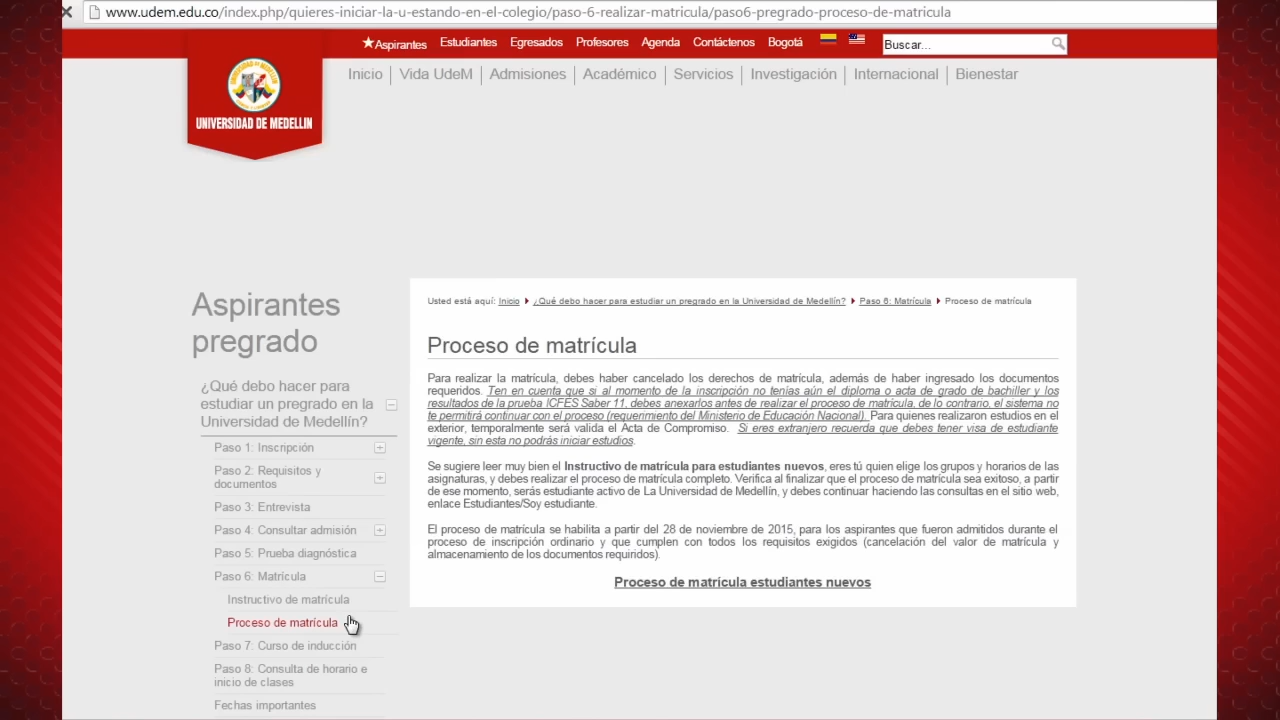 www.udem.edu.co/index.php/quieres-iniciar-la-u-estando-en-el-colegio/paso-6-realizar-matricula/paso6-pregrado-proceso-de-matricula
Aspirantes Estudiantes Egresados Profesores Agenda Contáctenos Bogotá Buscar...
Inicio Vida UdeM Admisiones Académico Servicios Investigación Internacional Bienestar
UNIVERSIDAD DE MEDELLIN
Aspirantes
pregrado
¿Qué debo hacer para
estudiar un pregrado en la
Universidad de Medellín?
Paso 1: Inscripción
Paso 2: Requisitos y
documentos
Paso 3: Entrevista
Paso 4: Consultar admisión
Paso 5: Prueba diagnóstica
Paso 6: Matrícula
Instructivo de matrícula
Proceso de matrícula
Paso 7: Curso de inducción
Paso 8: Consulta de horario e
inicio de clases
Fechas importantes
Usted está aquí: Inicio ¿Qué debo hacer para estudiar un pregrado en la Universidad de Medellín? Paso 6: Matrícula Proceso de matrícula
Proceso de matrícula
Para realizar la matrícula, debes haber cancelado los derechos de matrícula, además de haber ingresado los documentos
requeridos. Ten en cuenta que si al momento de la inscripción no tenías aún el diploma o acta de grado de bachiller y los
resultados de la prueba ICFES Saber 11, debes anexarlos antes de realizar el proceso de matrícula, de lo contrario, el sistema no
te permitirá continuar con el proceso (requerimiento del Ministerio de Educación Nacional). Para quienes realizaron estudios en el
exterior, temporalmente será valida el Acta de Compromiso. Si eres extranjero recuerda que debes tener visa de estudiante
vigente, sin esta no podrás iniciar estudios.
Se sugiere leer muy bien el Instructivo de matrícula para estudiantes nuevos, eres tú quien elige los grupos y horarios de las
asignaturas, y debes realizar el proceso de matrícula completo. Verifica al finalizar que el proceso de matrícula sea exitoso, a partir
de ese momento, serás estudiante activo de La Universidad de Medellín, y debes continuar haciendo las consultas en el sitio web,
enlace Estudiantes/Soy estudiante.
El proceso de matrícula se habilita a partir del 28 de noviembre de 2015, para los aspirantes que fueron admitidos durante el
proceso de inscripción ordinario y que cumplen con todos los requisitos exigidos (cancelación del valor de matrícula y
almacenamiento de los documentos requiridos).
Proceso de matrícula estudiantes nuevos